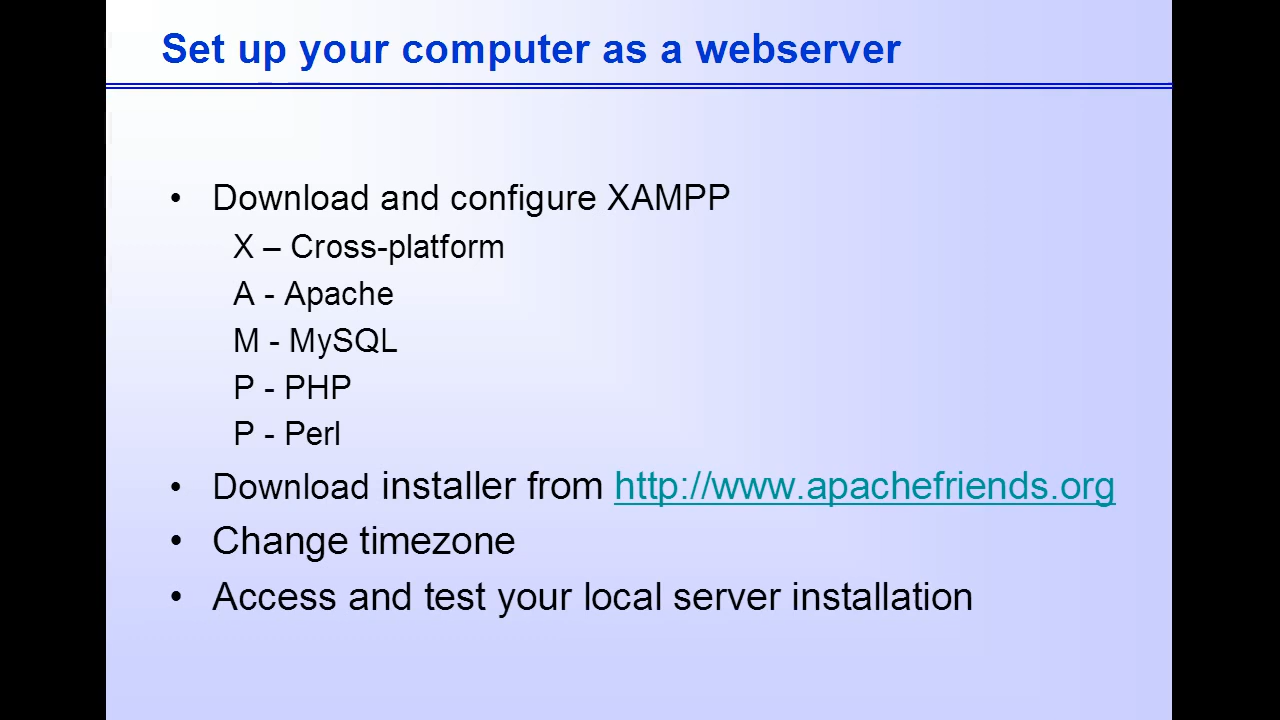 Set up your computer as a webserver
• Download and configure XAMPP
X – Cross-platform
A - Apache
M - MySQL
P - PHP
P - Perl
• Download installer from http://www.apachefriends.org
• Change timezone
• Access and test your local server installation